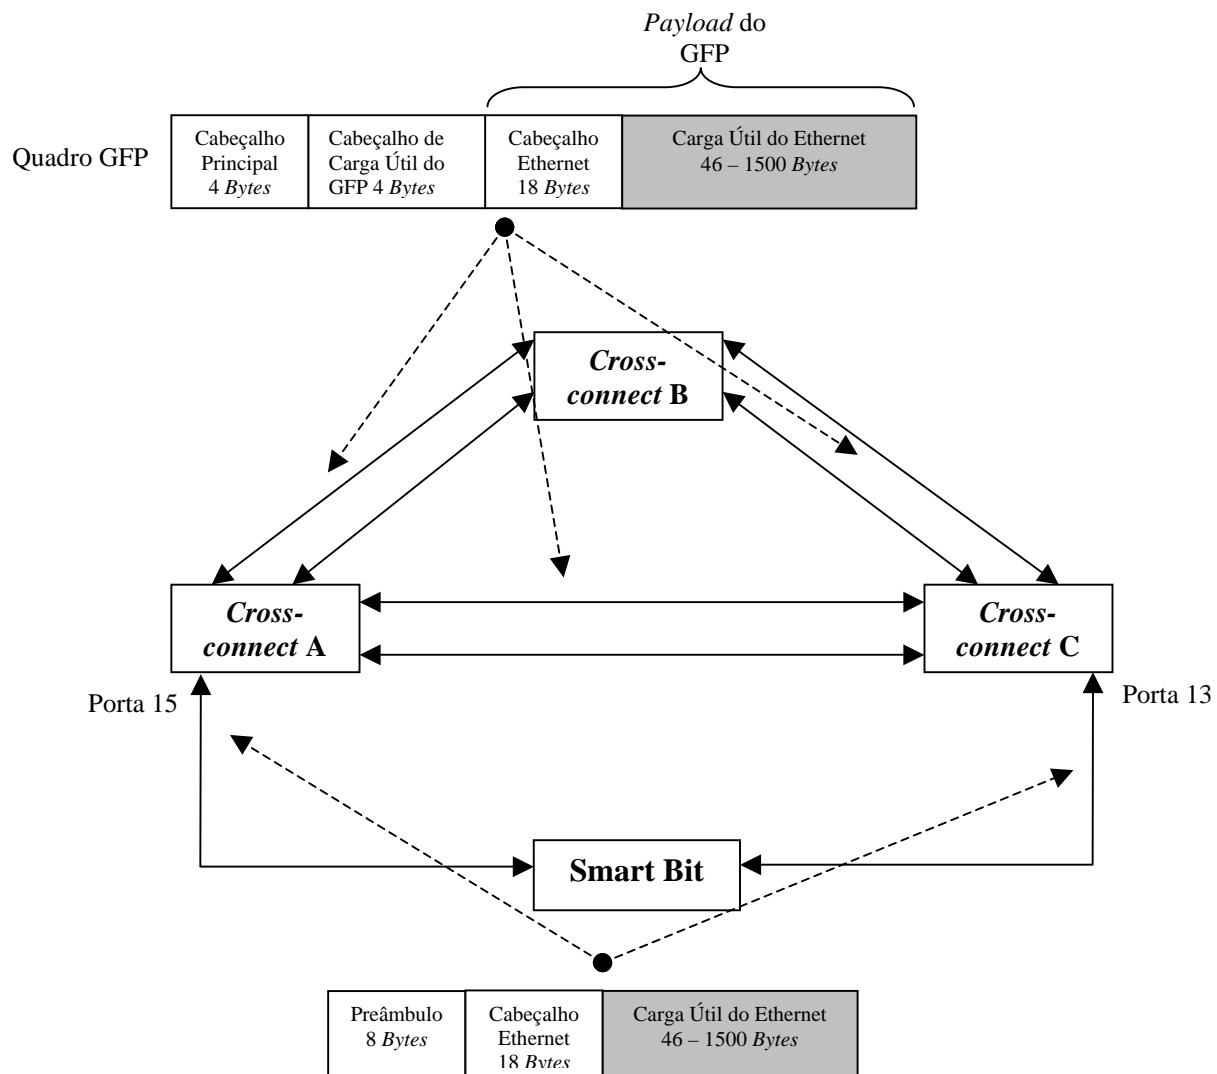 Payload do
GFP
Quadro GFP
Cabeçalho
Principal
4 Bytes
Cabeçalho de
Carga Útil do
GFP 4 Bytes
Cabeçalho
Ethernet
18 Bytes
Carga Útil do Ethernet
46 – 1500 Bytes
Cross-
connect B
Cross-
connect A
Cross-
connect C
Porta 15
Porta 13
Smart Bit
Preâmbulo
8 Bytes
Cabeçalho
Ethernet
18 Bytes
Carga Útil do Ethernet
46 – 1500 Bytes